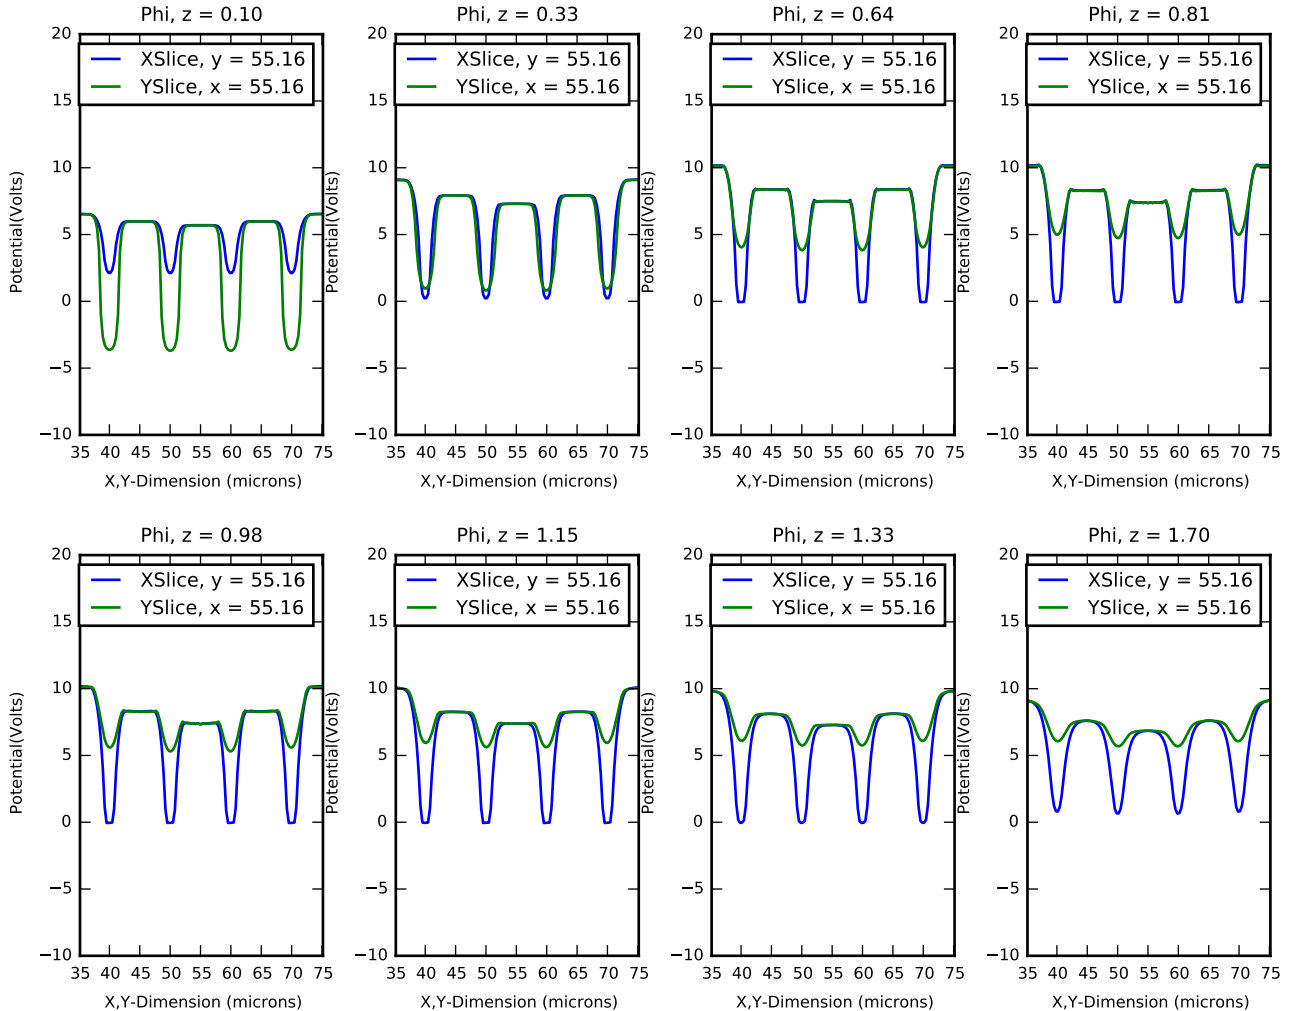 Phi, z = 0.10
XSlice, y = 55.16
YSlice, x = 55.16
20
15
10
5
0
−5
−10
Potential(Volts)
35 40 45 50 55 60 65 70 75
X,Y-Dimension (microns)
Phi, z = 0.33
XSlice, y = 55.16
YSlice, x = 55.16
20
15
10
5
0
−5
−10
Potential(Volts)
35 40 45 50 55 60 65 70 75
X,Y-Dimension (microns)
Phi, z = 0.64
XSlice, y = 55.16
YSlice, x = 55.16
20
15
10
5
0
−5
−10
Potential(Volts)
35 40 45 50 55 60 65 70 75
X,Y-Dimension (microns)
Phi, z = 0.81
XSlice, y = 55.16
YSlice, x = 55.16
20
15
10
5
0
−5
−10
Potential(Volts)
35 40 45 50 55 60 65 70 75
X,Y-Dimension (microns)
Phi, z = 0.98
XSlice, y = 55.16
YSlice, x = 55.16
20
15
10
5
0
−5
−10
Potential(Volts)
35 40 45 50 55 60 65 70 75
X,Y-Dimension (microns)
Phi, z = 1.15
XSlice, y = 55.16
YSlice, x = 55.16
20
15
10
5
0
−5
−10
Potential(Volts)
35 40 45 50 55 60 65 70 75
X,Y-Dimension (microns)
Phi, z = 1.33
XSlice, y = 55.16
YSlice, x = 55.16
20
15
10
5
0
−5
−10
Potential(Volts)
35 40 45 50 55 60 65 70 75
X,Y-Dimension (microns)
Phi, z = 1.70
XSlice, y = 55.16
YSlice, x = 55.16
20
15
10
5
0
−5
−10
Potential(Volts)
35 40 45 50 55 60 65 70 75
X,Y-Dimension (microns)